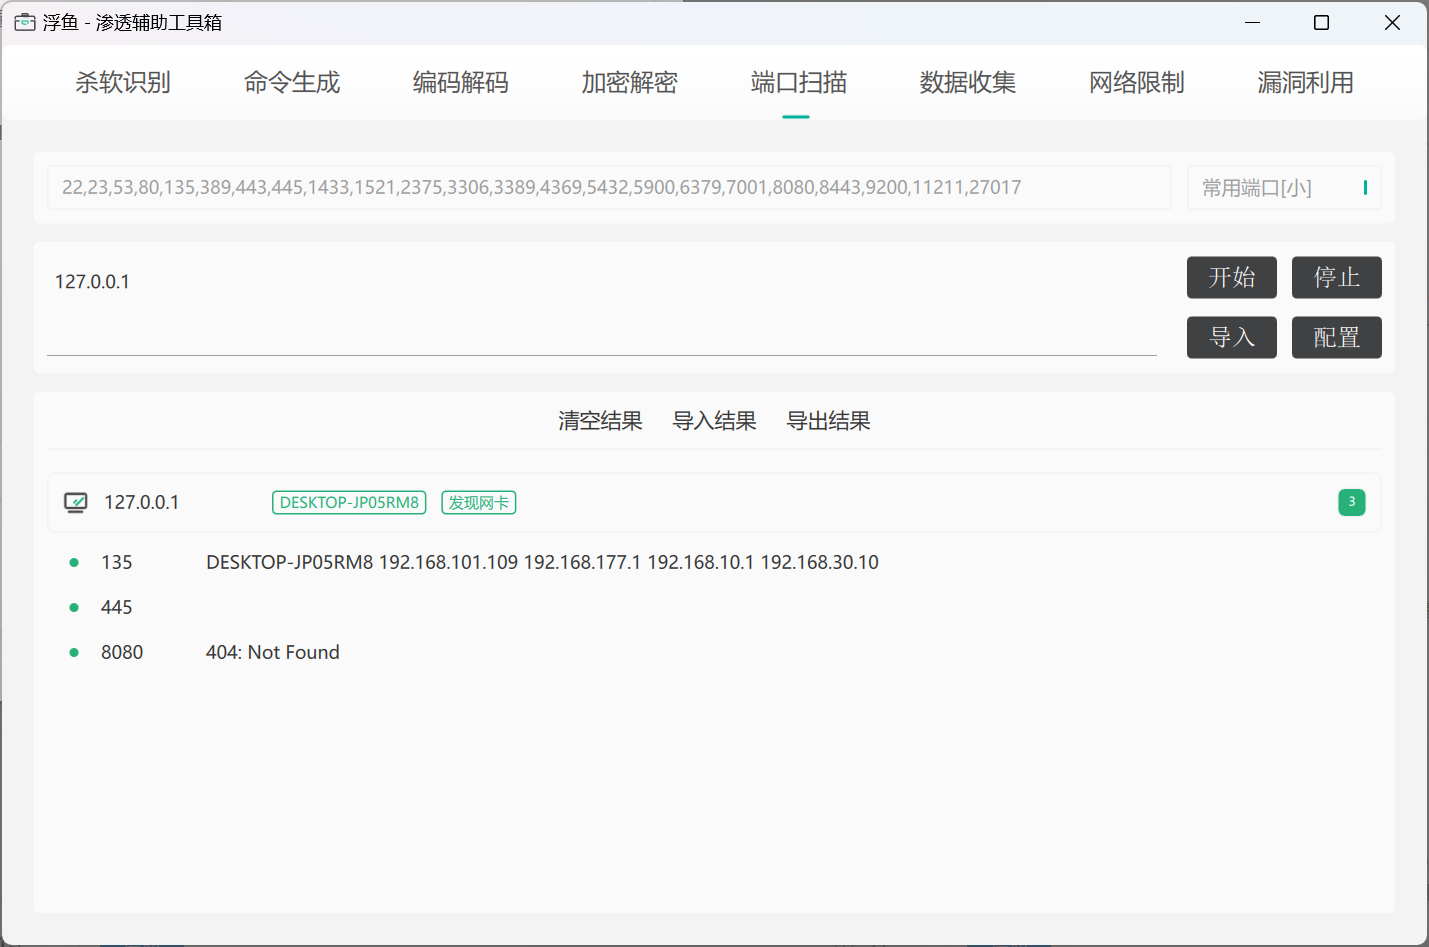 浮鱼 - 渗透辅助工具箱
杀软识别 命令生成 编码解码 加密解密 端口扫描 数据收集 网络限制 漏洞利用
22,23,53,80,135,389,443,445,1433,1521,2375,3306,3389,4369,5432,5900,6379,7001,8080,8443,9200,11211,27017 常用端口[小]
127.0.0.1 开始 停止
导入 配置
清空结果 导入结果 导出结果
127.0.0.1 DESKTOP-JP05RM8 发现网卡 3
135 DESKTOP-JP05RM8 192.168.101.109 192.168.177.1 192.168.10.1 192.168.30.10
445
8080 404: Not Found